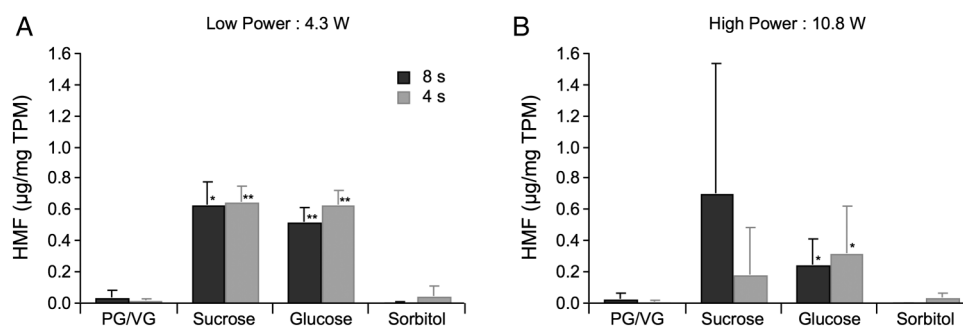 A
Low Power : 4.3 W
HMF (µg/mg TPM)
1.6
1.4
1.2
1.0
0.8
0.6
0.4
0.2
0.0
8 s
4 s
*
**
**
**
PG/VG
Sucrose
Glucose
Sorbitol
B
High Power : 10.8 W
HMF (µg/mg TPM)
1.6
1.4
1.2
1.0
0.8
0.6
0.4
0.2
0.0
*
*
PG/VG
Sucrose
Glucose
Sorbitol